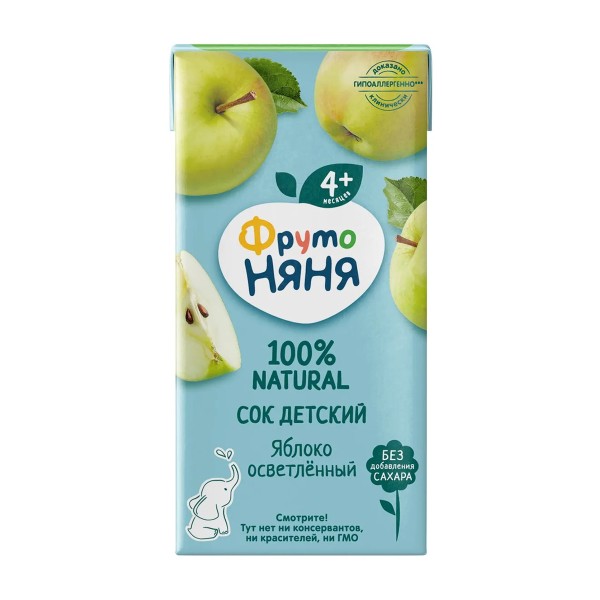 доказано
ГИПОАЛЛЕРГЕННО***
клинически
4+
месяцев
Фруто
НЯНЯ
100%
NATURAL
СОК ДЕТСКИЙ
Яблоко
осветлённый
БЕЗ
добавления
САХАРА
Смотрите!
Тут нет ни консервантов,
ни красителей, ни ГМО